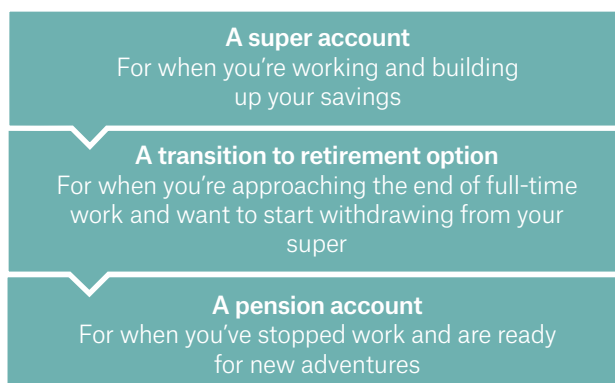 A super account
For when you're working and building
up your savings
A transition to retirement option
For when you're approaching the end of full-time
work and want to start withdrawing from your
super
A pension account
For when you've stopped work and are ready
for new adventures